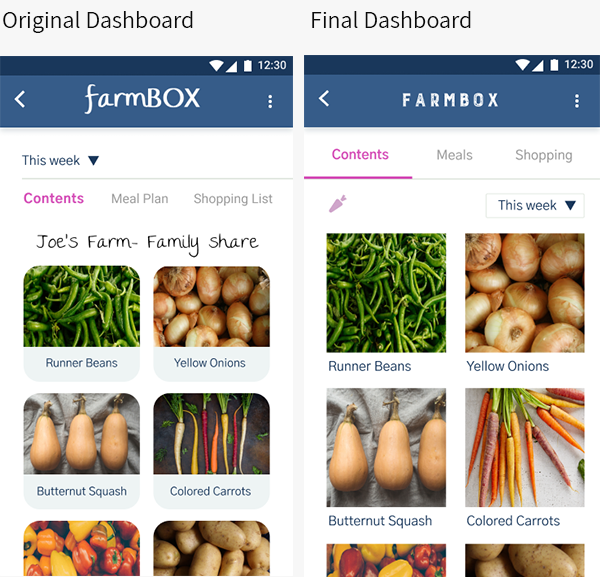 Original Dashboard
12:30
farmBOX
This week
Contents Meal Plan Shopping List
Joe's Farm- Family share
Runner Beans Yellow Onions
Butternut Squash Colored Carrots
Final Dashboard
12:30
FARMBOX
Contents Meals Shopping
This week
Runner Beans Yellow Onions
Butternut Squash Colored Carrots